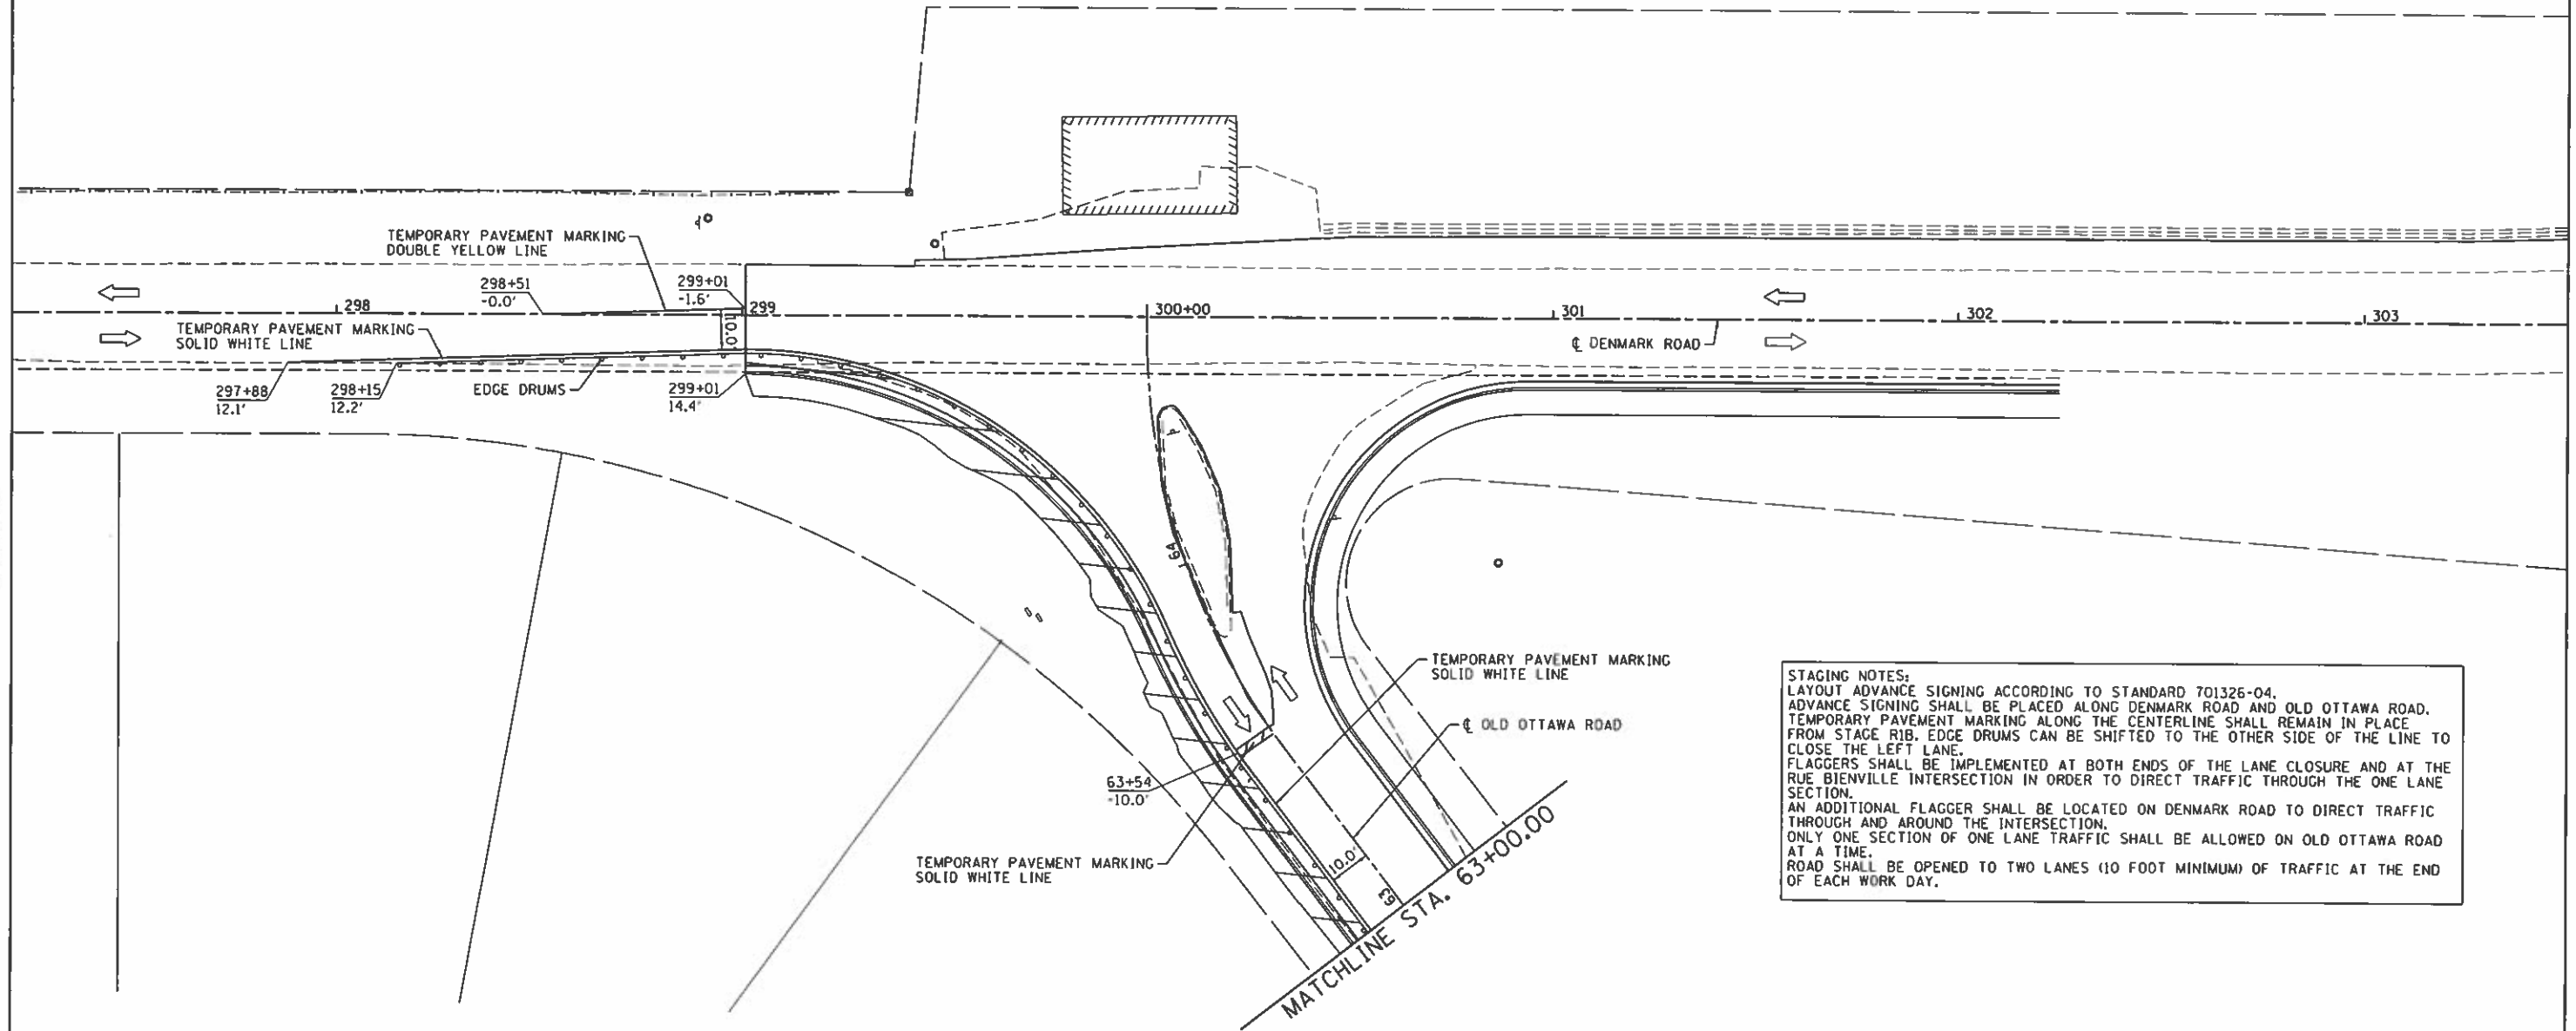 TEMPORARY PAVEMENT MARKING
DOUBLE YELLOW LINE
298+51
-0.0'
299+01
-1.6'
298
299
300+00
301
302
303
TEMPORARY PAVEMENT MARKING
SOLID WHITE LINE
10.0'
℄ DENMARK ROAD
297+88
12.1'
298+15
12.2'
EDGE DRUMS
299+01
14.4'
64
TEMPORARY PAVEMENT MARKING
SOLID WHITE LINE
℄ OLD OTTAWA ROAD
63+54
-10.0'
TEMPORARY PAVEMENT MARKING
SOLID WHITE LINE
10.0'
63
MATCHLINE STA. 63+00.00
STAGING NOTES:
LAYOUT ADVANCE SIGNING ACCORDING TO STANDARD 701326-04.
ADVANCE SIGNING SHALL BE PLACED ALONG DENMARK ROAD AND OLD OTTAWA ROAD.
TEMPORARY PAVEMENT MARKING ALONG THE CENTERLINE SHALL REMAIN IN PLACE
FROM STAGE R1B. EDGE DRUMS CAN BE SHIFTED TO THE OTHER SIDE OF THE LINE TO
CLOSE THE LEFT LANE.
FLAGGERS SHALL BE IMPLEMENTED AT BOTH ENDS OF THE LANE CLOSURE AND AT THE
RUE BIENVILLE INTERSECTION IN ORDER TO DIRECT TRAFFIC THROUGH THE ONE LANE
SECTION.
AN ADDITIONAL FLAGGER SHALL BE LOCATED ON DENMARK ROAD TO DIRECT TRAFFIC
THROUGH AND AROUND THE INTERSECTION.
ONLY ONE SECTION OF ONE LANE TRAFFIC SHALL BE ALLOWED ON OLD OTTAWA ROAD
AT A TIME.
ROAD SHALL BE OPENED TO TWO LANES (10 FOOT MINIMUM) OF TRAFFIC AT THE END
OF EACH WORK DAY.